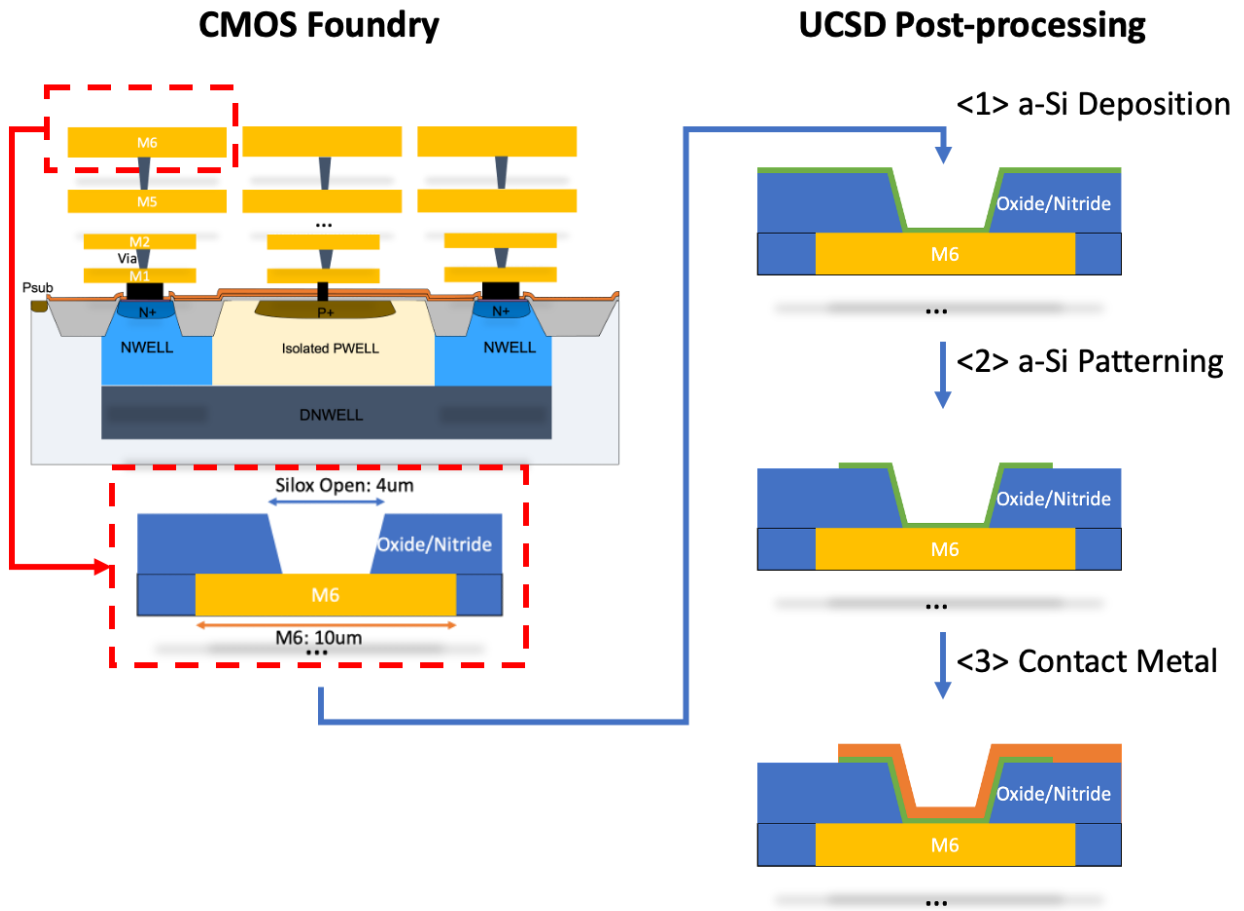 CMOS Foundry
M6
M5
...
M2
Via
M1
Psub
N+
P+
N+
NWELL
Isolated PWELL
NWELL
DNWELL
Silox Open: 4um
Oxide/Nitride
M6
M6: 10um
...
UCSD Post-processing
<1> a-Si Deposition
Oxide/Nitride
M6
...
<2> a-Si Patterning
Oxide/Nitride
M6
...
<3> Contact Metal
Oxide/Nitride
M6
...